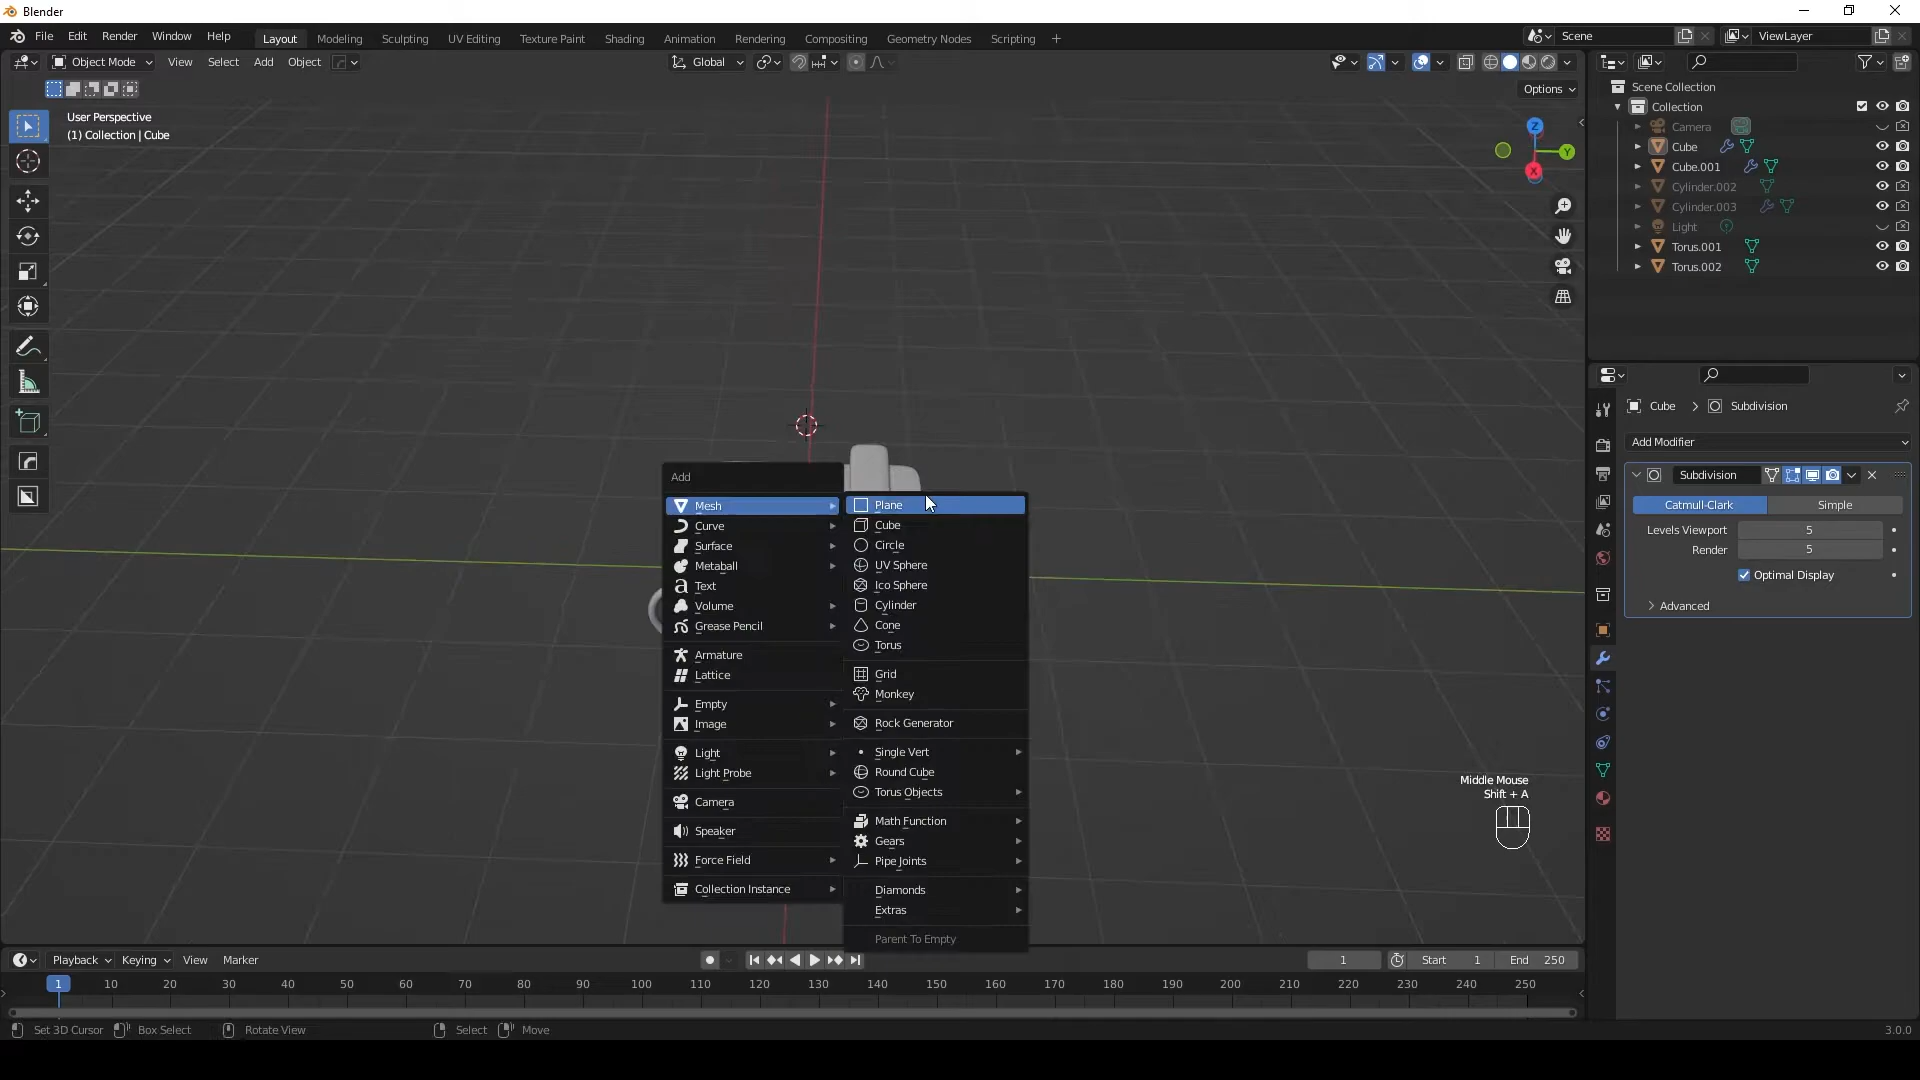 Blender
File Edit Render Window Help
Layout Modeling Sculpting UV Editing Texture Paint Shading Animation Rendering Compositing Geometry Nodes Scripting +
Scene
ViewLayer
Object Mode View Select Add Object
Global
Options
User Perspective
(1) Collection | Cube
Z
Y
X
Scene Collection
Collection
Camera
Cube
Cube.001
Cylinder.002
Cylinder.003
Light
Torus.001
Torus.002
Cube > Subdivision
Add Modifier
Subdivision
Catmull-Clark Simple
Levels Viewport 5
Render 5
Optimal Display
Advanced
Add
Mesh
Curve
Surface
Metaball
Text
Volume
Grease Pencil
Armature
Lattice
Empty
Image
Light
Light Probe
Camera
Speaker
Force Field
Collection Instance
Plane
Cube
Circle
UV Sphere
Ico Sphere
Cylinder
Cone
Torus
Grid
Monkey
Rock Generator
Single Vert
Round Cube
Torus Objects
Math Function
Gears
Pipe Joints
Diamonds
Extras
Parent To Empty
Middle Mouse
Shift + A
Playback Keying View Marker
1 Start 1 End 250
1 10 20 30 40 50 60 70 80 90 100 110 120 130 140 150 160 170 180 190 200 210 220 230 240 250
Set 3D Cursor Box Select Rotate View Select Move
3.0.0